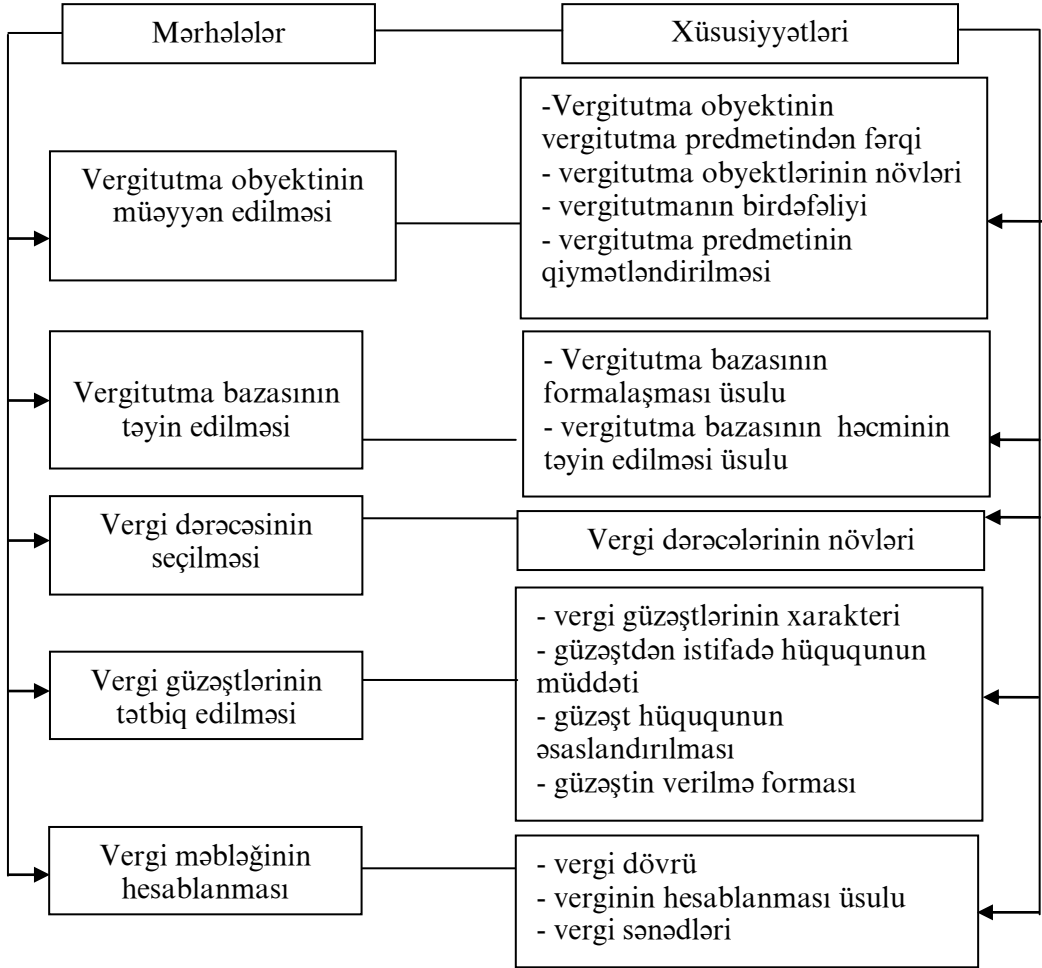 Mərhələlər
Xüsusiyyətləri
Vergitutma obyektinin
müəyyən edilməsi
-Vergitutma obyektinin
vergitutma predmetindən fərqi
- vergitutma obyektlərinin növləri
- vergitutmanın birdəfəliyi
- vergitutma predmetinin
qiymətləndirilməsi
Vergitutma bazasının
təyin edilməsi
- Vergitutma bazasının
formalaşması üsulu
- vergitutma bazasının həcminin
təyin edilməsi üsulu
Vergi dərəcəsinin
seçilməsi
Vergi dərəcələrinin növləri
Vergi güzəştlərinin
tətbiq edilməsi
- vergi güzəştlərinin xarakteri
- güzəştdən istifadə hüququnun
müddəti
- güzəşt hüququnun
əsaslandırılması
- güzəştin verilmə forması
Vergi məbləğinin
hesablanması
- vergi dövrü
- verginin hesablanması üsulu
- vergi sənədləri